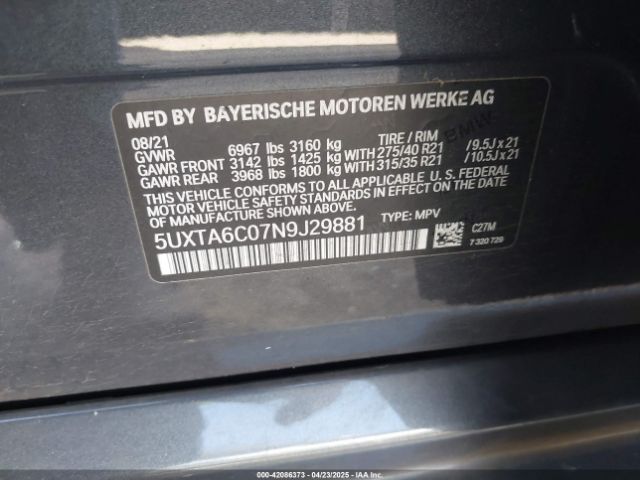 MFD BY BAYERISCHE MOTOREN WERKE AG
08/21 TIRE / RIM
GVWR 6967 lbs 3160 kg
GAWR FRONT 3142 lbs 1425 kg WITH 275/40 R21 /9.5J x 21
GAWR REAR 3968 lbs 1800 kg WITH 315/35 R21 /10.5J x 21
THIS VEHICLE CONFORMS TO ALL APPLICABLE U. S. FEDERAL
MOTOR VEHICLE SAFETY STANDARDS IN EFFECT ON THE
DATE OF MANUFACTURE SHOWN ABOVE.
5UXTA6C07N9J29881 TYPE: MPV C27M
7 320 729
000-42086373 - 04/23/2025 - IAAI.COM